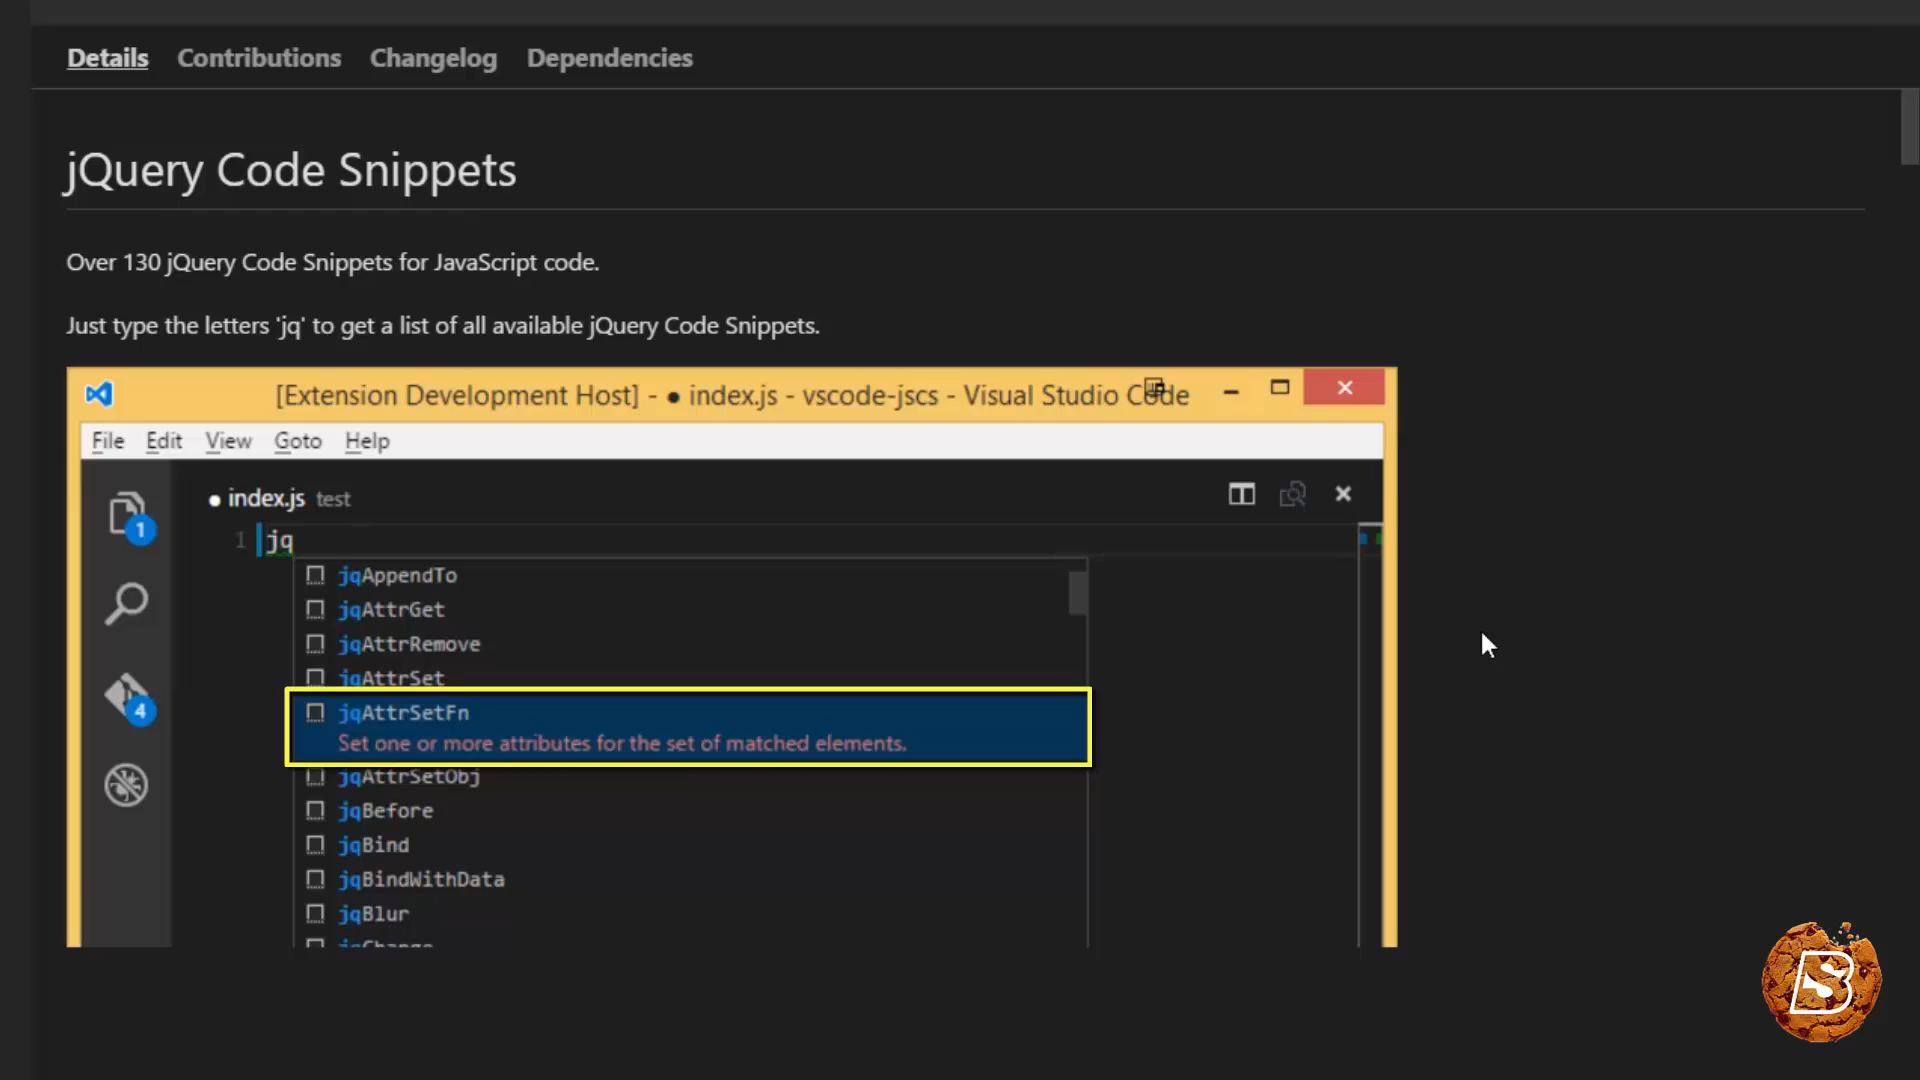 Details Contributions Changelog Dependencies
jQuery Code Snippets
Over 130 jQuery Code Snippets for JavaScript code.
Just type the letters 'jq' to get a list of all available jQuery Code Snippets.
[Extension Development Host] - ● index.js - vscode-jscs - Visual Studio Code
File Edit View Goto Help
● index.js test
1 jq
jqAppendTo
jqAttrGet
jqAttrRemove
jqAttrSet
jqAttrSetFn
Set one or more attributes for the set of matched elements.
jqAttrSetObj
jqBefore
jqBind
jqBindWithData
jqBlur
jqChange
1
4
B